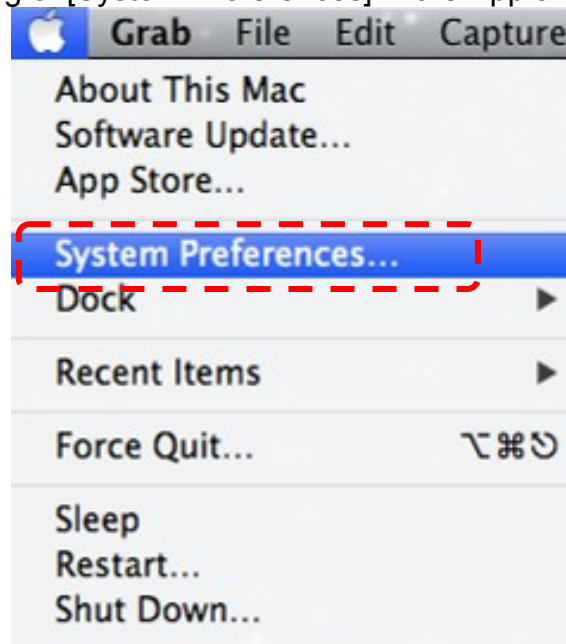 [System
Grab File Edit Capture
About This Mac
Software Update...
App Store...
System Preferences...
Dock ▶
Recent Items ▶
Force Quit... ⌥⌘⎋
Sleep
Restart...
Shut Down...